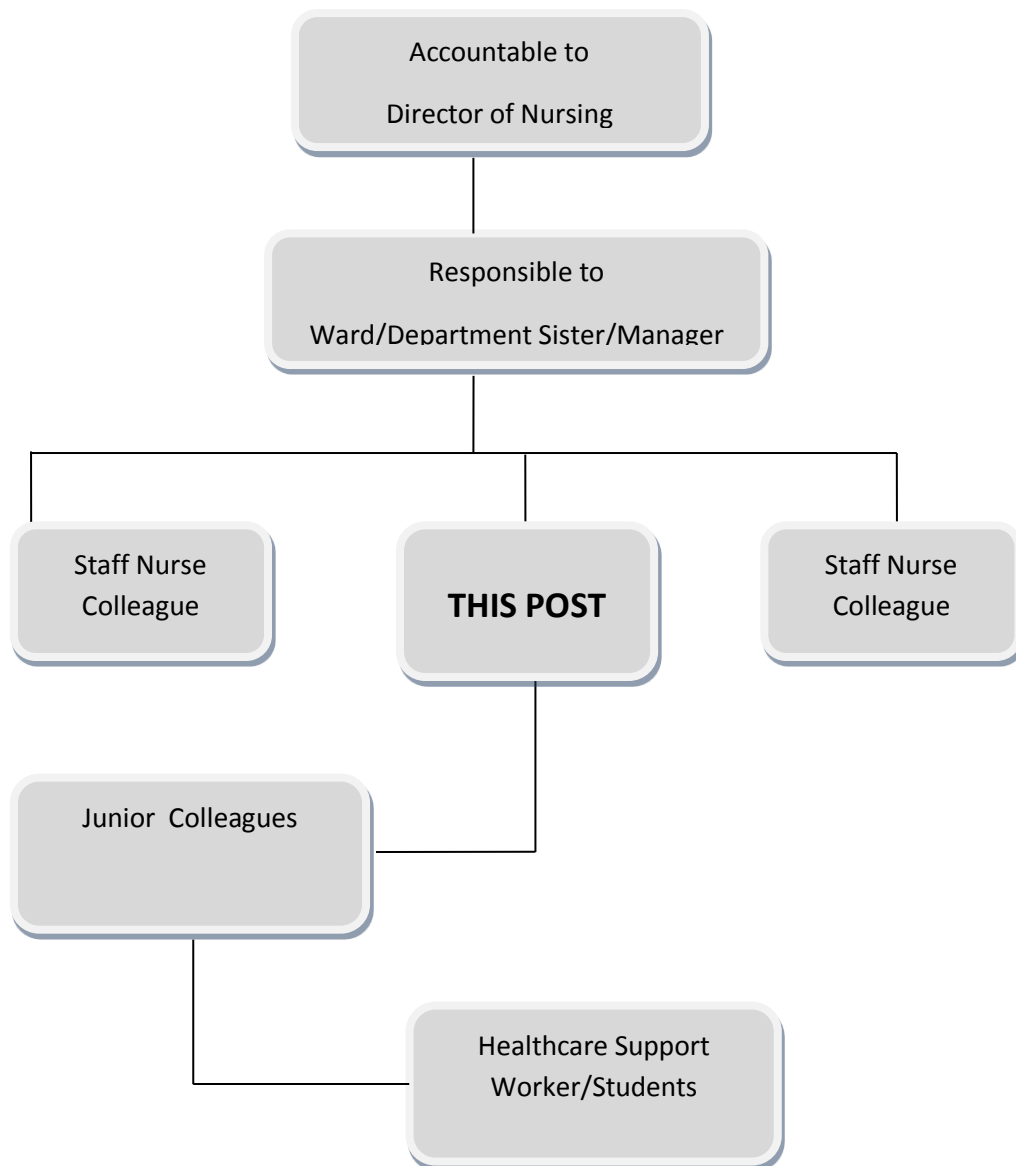 Accountable to
Director of Nursing
Responsible to
Ward/Department Sister/Manager
Staff Nurse
Colleague
THIS POST
Staff Nurse
Colleague
Junior Colleagues
Healthcare Support
Worker/Students